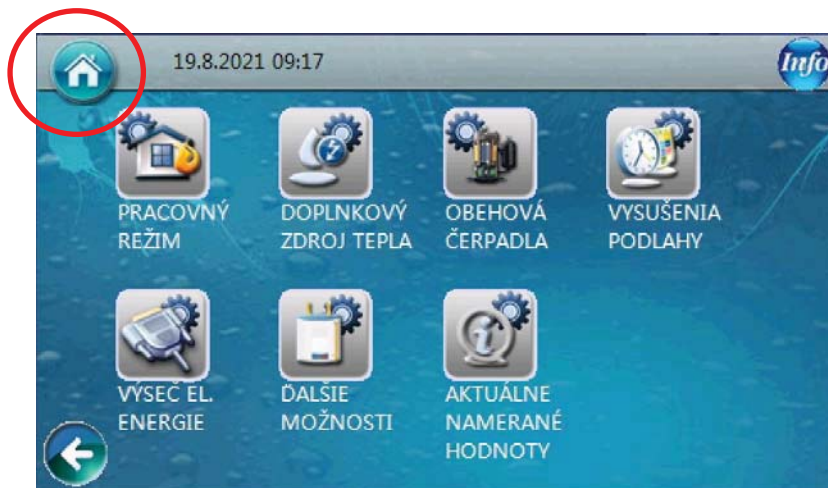 19.8.2021 09:17
Info
PRACOVNÝ
REŽIM
DOPLNKOVÝ
ZDROJ TEPLA
OBEHOVÁ
ČERPADLA
VYSUŠENIA
PODLAHY
VÝSEČ EL.
ENERGIE
ĎALŠIE
MOŽNOSTI
AKTUÁLNE
NAMERANÉ
HODNOTY